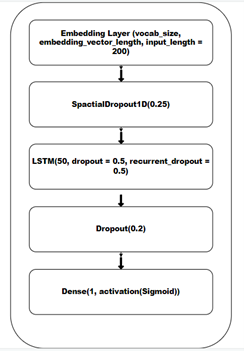 Embedding Layer (vocab_size,
embedding_vector_length, input_length =
200)
SpactialDropout1D(0.25)
LSTM(50, dropout = 0.5, recurrent_dropout =
0.5)
Dropout(0.2)
Dense(1, activation(Sigmoid))